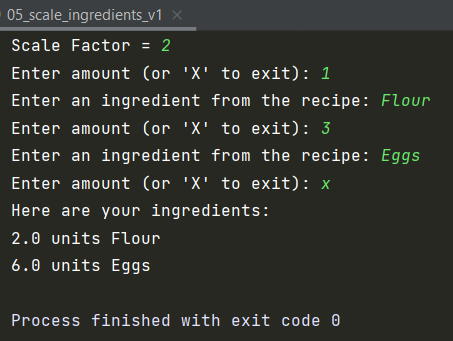 05_scale_ingredients_v1 ×
Scale Factor = 2
Enter amount (or 'X' to exit): 1
Enter an ingredient from the recipe: Flour
Enter amount (or 'X' to exit): 3
Enter an ingredient from the recipe: Eggs
Enter amount (or 'X' to exit): x
Here are your ingredients:
2.0 units Flour
6.0 units Eggs
Process finished with exit code 0